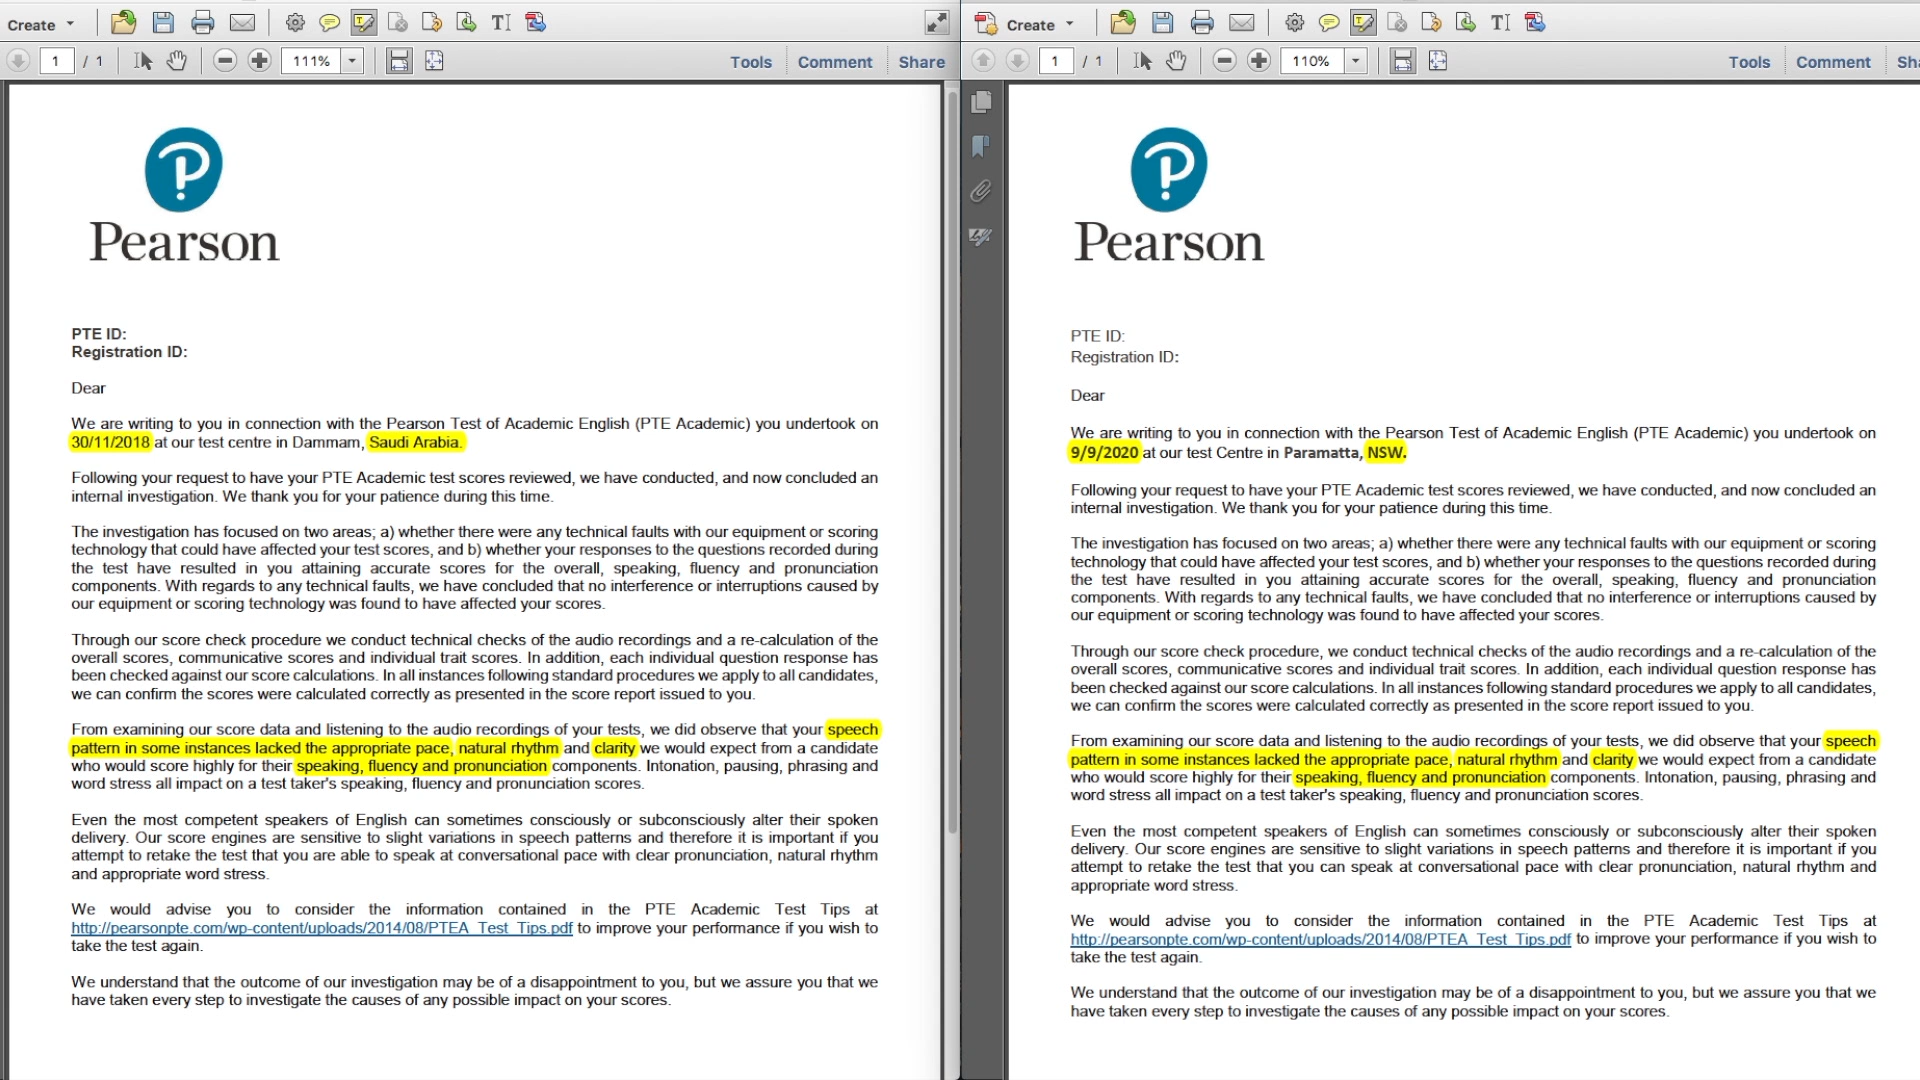 Create
1 / 1
111%
Tools
Comment
Share
Pearson
PTE ID:
Registration ID:
Dear
We are writing to you in connection with the Pearson Test of Academic English (PTE Academic) you undertook on
30/11/2018 at our test centre in Dammam, Saudi Arabia.
Following your request to have your PTE Academic test scores reviewed, we have conducted, and now concluded an
internal investigation. We thank you for your patience during this time.
The investigation has focused on two areas; a) whether there were any technical faults with our equipment or scoring
technology that could have affected your test scores, and b) whether your responses to the questions recorded during
the test have resulted in you attaining accurate scores for the overall, speaking, fluency and pronunciation
components. With regards to any technical faults, we have concluded that no interference or interruptions caused by
our equipment or scoring technology was found to have affected your scores.
Through our score check procedure we conduct technical checks of the audio recordings and a re-calculation of the
overall scores, communicative scores and individual trait scores. In addition, each individual question response has
been checked against our score calculations. In all instances following standard procedures we apply to all candidates,
we can confirm the scores were calculated correctly as presented in the score report issued to you.
From examining our score data and listening to the audio recordings of your tests, we did observe that your speech
pattern in some instances lacked the appropriate pace, natural rhythm and clarity we would expect from a candidate
who would score highly for their speaking, fluency and pronunciation components. Intonation, pausing, phrasing and
word stress all impact on a test taker's speaking, fluency and pronunciation scores.
Even the most competent speakers of English can sometimes consciously or subconsciously alter their spoken
delivery. Our score engines are sensitive to slight variations in speech patterns and therefore it is important if you
attempt to retake the test that you are able to speak at conversational pace with clear pronunciation, natural rhythm
and appropriate word stress.
We would advise you to consider the information contained in the PTE Academic Test Tips at
http://pearsonpte.com/wp-content/uploads/2014/08/PTEA_Test_Tips.pdf to improve your performance if you wish to
take the test again.
We understand that the outcome of our investigation may be of a disappointment to you, but we assure you that we
have taken every step to investigate the causes of any possible impact on your scores.
Create
1 / 1
110%
Tools
Comment
Sha
Pearson
PTE ID:
Registration ID:
Dear
We are writing to you in connection with the Pearson Test of Academic English (PTE Academic) you undertook on
9/9/2020 at our test Centre in Paramatta, NSW.
Following your request to have your PTE Academic test scores reviewed, we have conducted, and now concluded an
internal investigation. We thank you for your patience during this time.
The investigation has focused on two areas; a) whether there were any technical faults with our equipment or scoring
technology that could have affected your test scores, and b) whether your responses to the questions recorded during
the test have resulted in you attaining accurate scores for the overall, speaking, fluency and pronunciation
components. With regards to any technical faults, we have concluded that no interference or interruptions caused by
our equipment or scoring technology was found to have affected your scores.
Through our score check procedure, we conduct technical checks of the audio recordings and a re-calculation of the
overall scores, communicative scores and individual trait scores. In addition, each individual question response has
been checked against our score calculations. In all instances following standard procedures we apply to all candidates,
we can confirm the scores were calculated correctly as presented in the score report issued to you.
From examining our score data and listening to the audio recordings of your tests, we did observe that your speech
pattern in some instances lacked the appropriate pace, natural rhythm and clarity we would expect from a candidate
who would score highly for their speaking, fluency and pronunciation components. Intonation, pausing, phrasing and
word stress all impact on a test taker's speaking, fluency and pronunciation scores.
Even the most competent speakers of English can sometimes consciously or subconsciously alter their spoken
delivery. Our score engines are sensitive to slight variations in speech patterns and therefore it is important if you
attempt to retake the test that you can speak at conversational pace with clear pronunciation, natural rhythm and
appropriate word stress.
We would advise you to consider the information contained in the PTE Academic Test Tips at
http://pearsonpte.com/wp-content/uploads/2014/08/PTEA_Test_Tips.pdf to improve your performance if you wish to
take the test again.
We understand that the outcome of our investigation may be of a disappointment to you, but we assure you that we
have taken every step to investigate the causes of any possible impact on your scores.